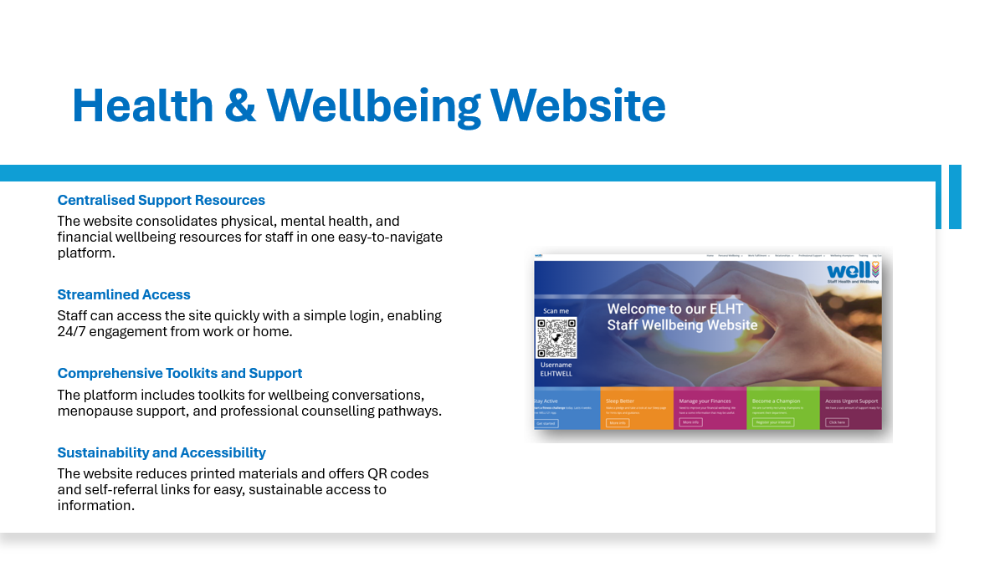 Health & Wellbeing Website
Centralised Support Resources
The website consolidates physical, mental health, and
financial wellbeing resources for staff in one easy-to-navigate
platform.
Streamlined Access
Staff can access the site quickly with a simple login, enabling
24/7 engagement from work or home.
Comprehensive Toolkits and Support
The platform includes toolkits for wellbeing conversations,
menopause support, and professional counselling pathways.
Sustainability and Accessibility
The website reduces printed materials and offers QR codes
and self-referral links for easy, sustainable access to
information.
well
Staff Health and Wellbeing
Welcome to our ELHT
Staff Wellbeing Website
Scan me
Username
ELHTWELL
Stay Active
Get started
Sleep Better
More info
Manage your Finances
More info
Become a Champion
Register your interest
Access Urgent Support
Click here